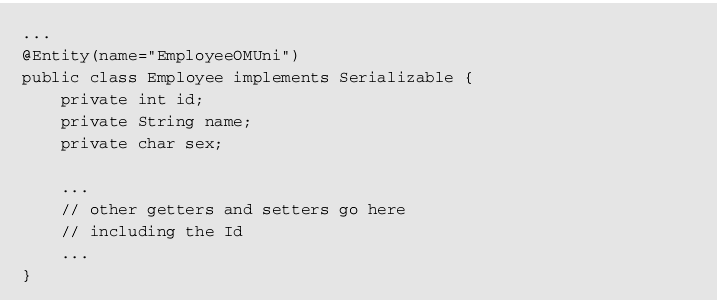 ...
@Entity(name="EmployeeOMUni")
public class Employee implements Serializable {
    private int id;
    private String name;
    private char sex;

    ...
    // other getters and setters go here
    // including the Id
    ...
}